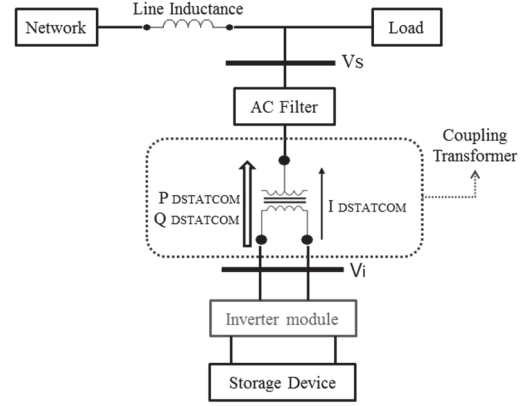 Line Inductance
Network
Load
Vs
AC Filter
Coupling
Transformer
P DSTATCOM
Q DSTATCOM
I DSTATCOM
Vi
Inverter module
Storage Device